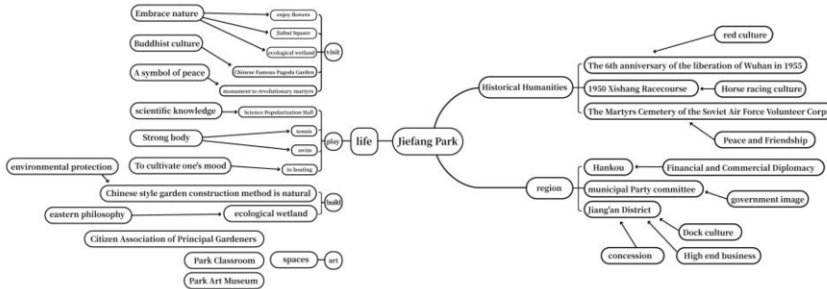 Embrace nature
enjoy flowers
Jiabui Square
ecological wetland
visit
Buddhist culture
Chinese Famous Pagoda Garden
A symbol of peace
monument to revolutionary martyrs
scientific knowledge
Science Popularization Hall
Strong body
tennis
swim
play
To cultivate one's mood
to boating
environmental protection
Chinese style garden construction method is natural
build
eastern philosophy
ecological wetland
Citizen Association of Principal Gardeners
Park Classroom
spaces
art
Park Art Museum
life
Jiefang Park
Historical Humanities
red culture
The 6th anniversary of the liberation of Wuhan in 1955
1950 Xishang Racecourse
Horse racing culture
The Martyrs Cemetery of the Soviet Air Force Volunteer Corp
Peace and Friendship
region
Hankou
Financial and Commercial Diplomacy
municipal Party committee
government image
Jiang'an District
Dock culture
concession
High end business